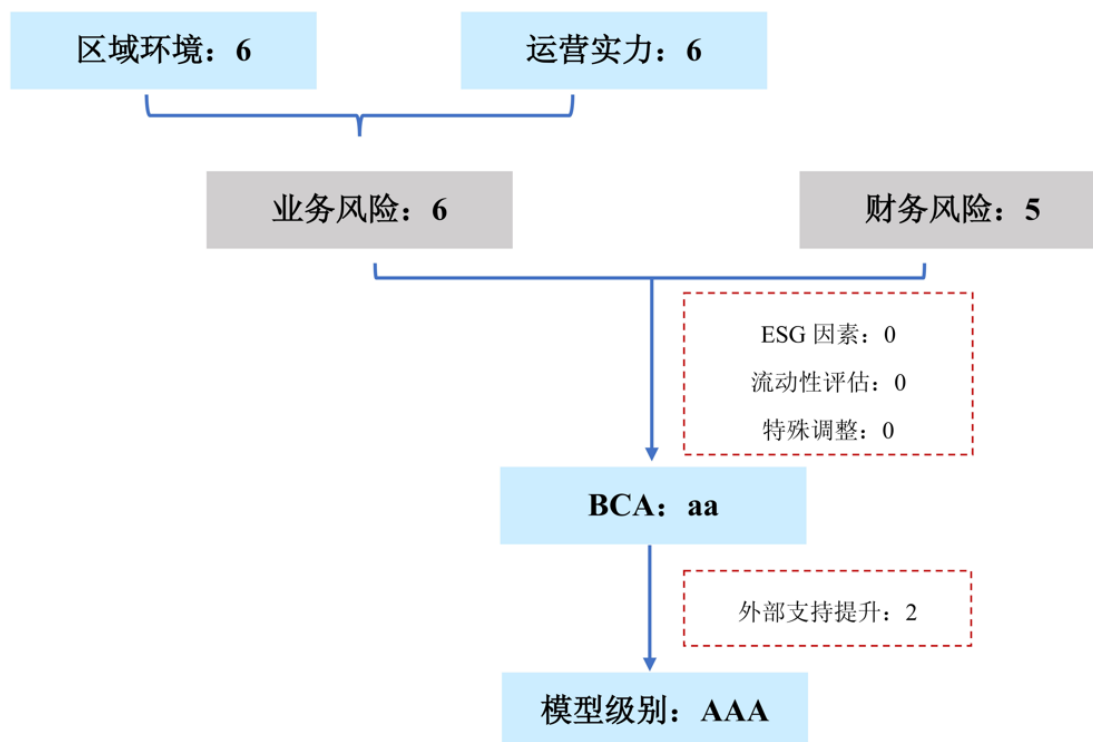 区域环境：6
运营实力：6
业务风险：6
财务风险：5
ESG 因素：0
流动性评估：0
特殊调整：0
BCA：aa
外部支持提升：2
模型级别：AAA